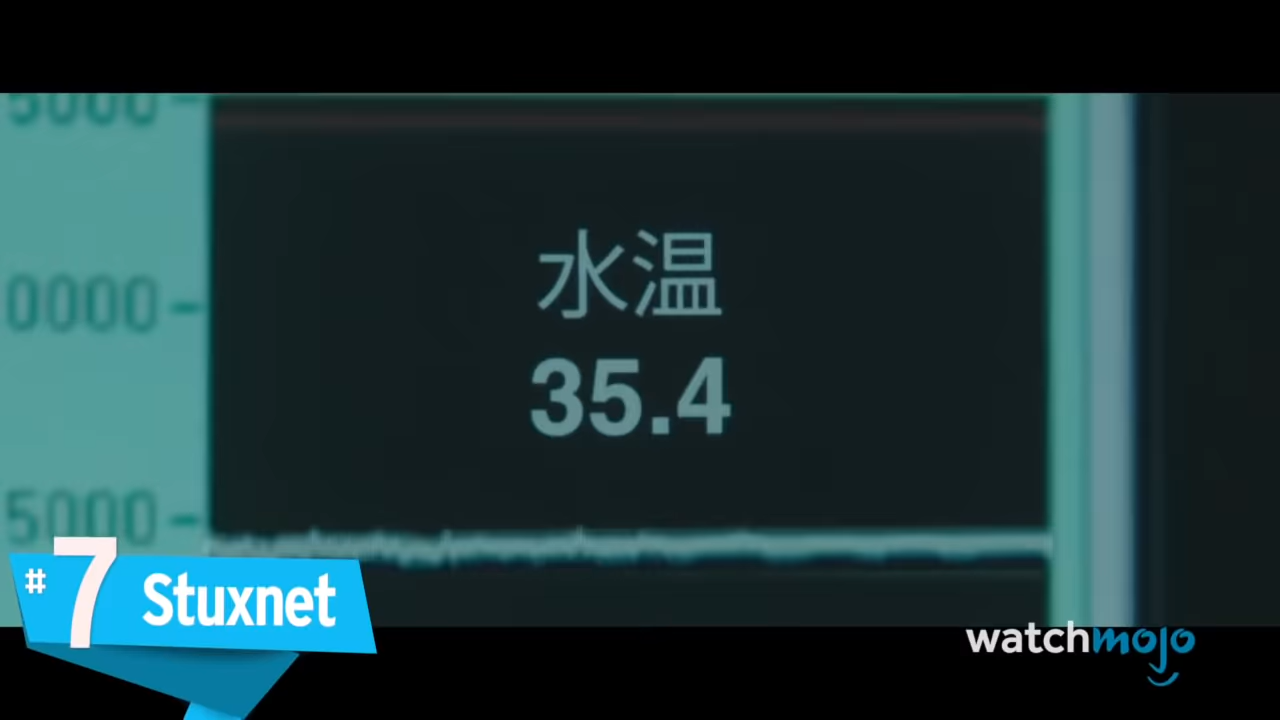 5000
0000
5000
水温
35.4
#7 Stuxnet
watchmojo